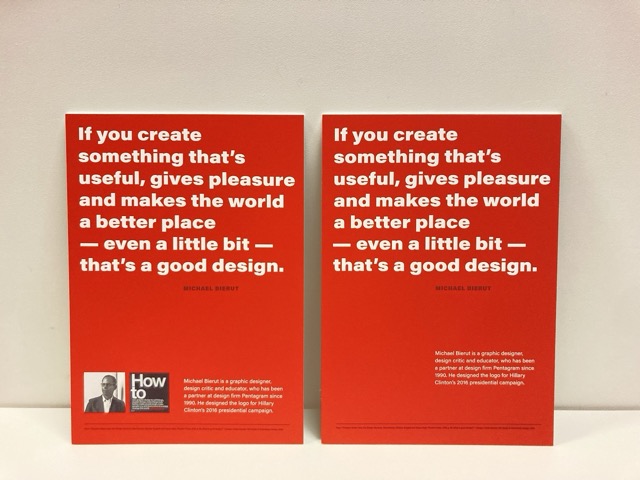 If you create
something that's
useful, gives pleasure
and makes the world
a better place
— even a little bit —
that's a good design.
MICHAEL BIERUT
How
to
Michael Bierut is a graphic designer,
design critic and educator, who has been
a partner at design firm Pentagram since
1990. He designed the logo for Hillary
Clinton's 2016 presidential campaign.
If you create
something that's
useful, gives pleasure
and makes the world
a better place
— even a little bit —
that's a good design.
MICHAEL BIERUT
Michael Bierut is a graphic designer,
design critic and educator, who has been
a partner at design firm Pentagram since
1990. He designed the logo for Hillary
Clinton's 2016 presidential campaign.